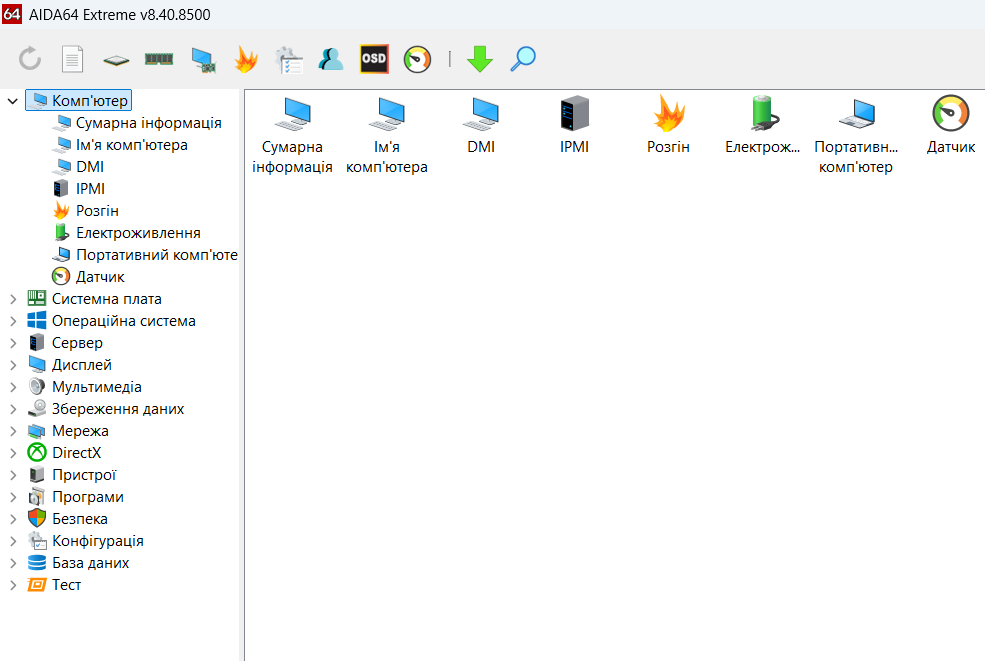 64 AIDA64 Extreme v8.40.8500
OSD
Комп'ютер
Сумарна інформація
Ім'я комп'ютера
DMI
IPMI
Розгін
Електроживлення
Портативний комп'юте
Датчик
Системна плата
Операційна система
Сервер
Дисплей
Мультимедіа
Збереження даних
Мережа
DirectX
Пристрої
Програми
Безпека
Конфігурація
База даних
Тест
Сумарна
інформація
Ім'я
комп'ютера
DMI
IPMI
Розгін
Електрож...
Портативн...
комп'ютер
Датчик